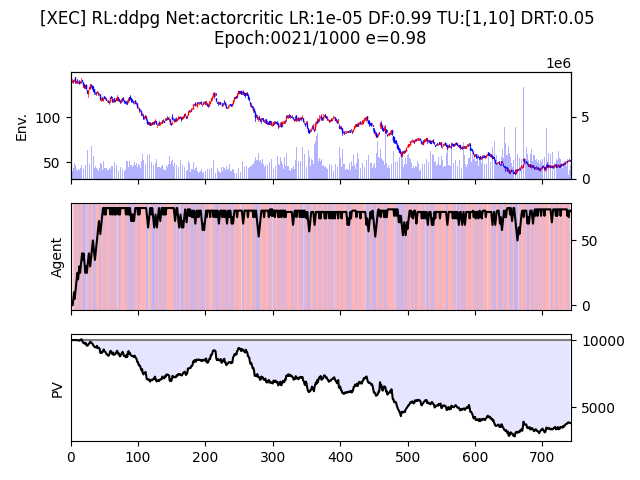 [XEC] RL:ddpg Net:actorcritic LR:1e-05 DF:0.99 TU:[1,10] DRT:0.05
Epoch:0021/1000 e=0.98
1e6
Env.
100
50
5
0
Agent
50
0
PV
10000
5000
0 100 200 300 400 500 600 700